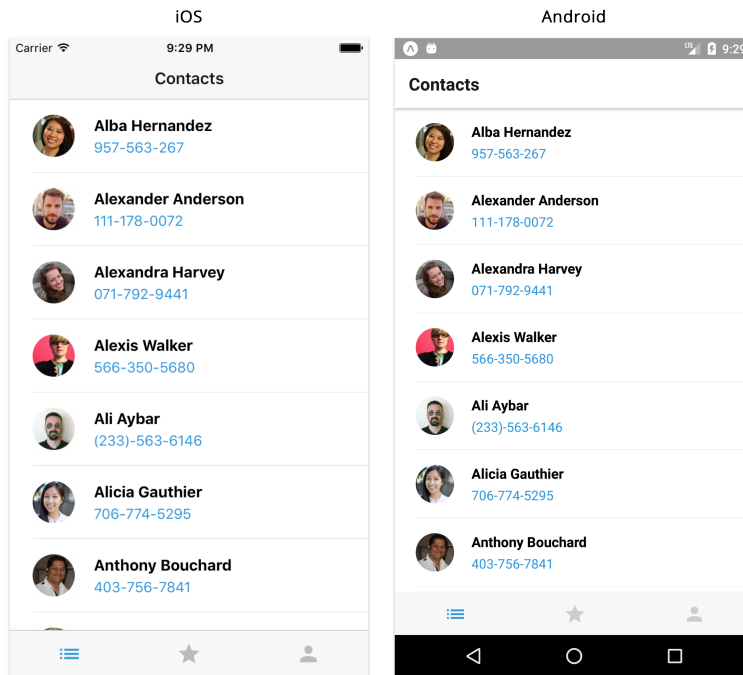 iOS
Carrier 9:29 PM
Contacts
Alba Hernandez
957-563-267
Alexander Anderson
111-178-0072
Alexandra Harvey
071-792-9441
Alexis Walker
566-350-5680
Ali Aybar
(233)-563-6146
Alicia Gauthier
706-774-5295
Anthony Bouchard
403-756-7841
Android
LTE 9:29
Contacts
Alba Hernandez
957-563-267
Alexander Anderson
111-178-0072
Alexandra Harvey
071-792-9441
Alexis Walker
566-350-5680
Ali Aybar
(233)-563-6146
Alicia Gauthier
706-774-5295
Anthony Bouchard
403-756-7841